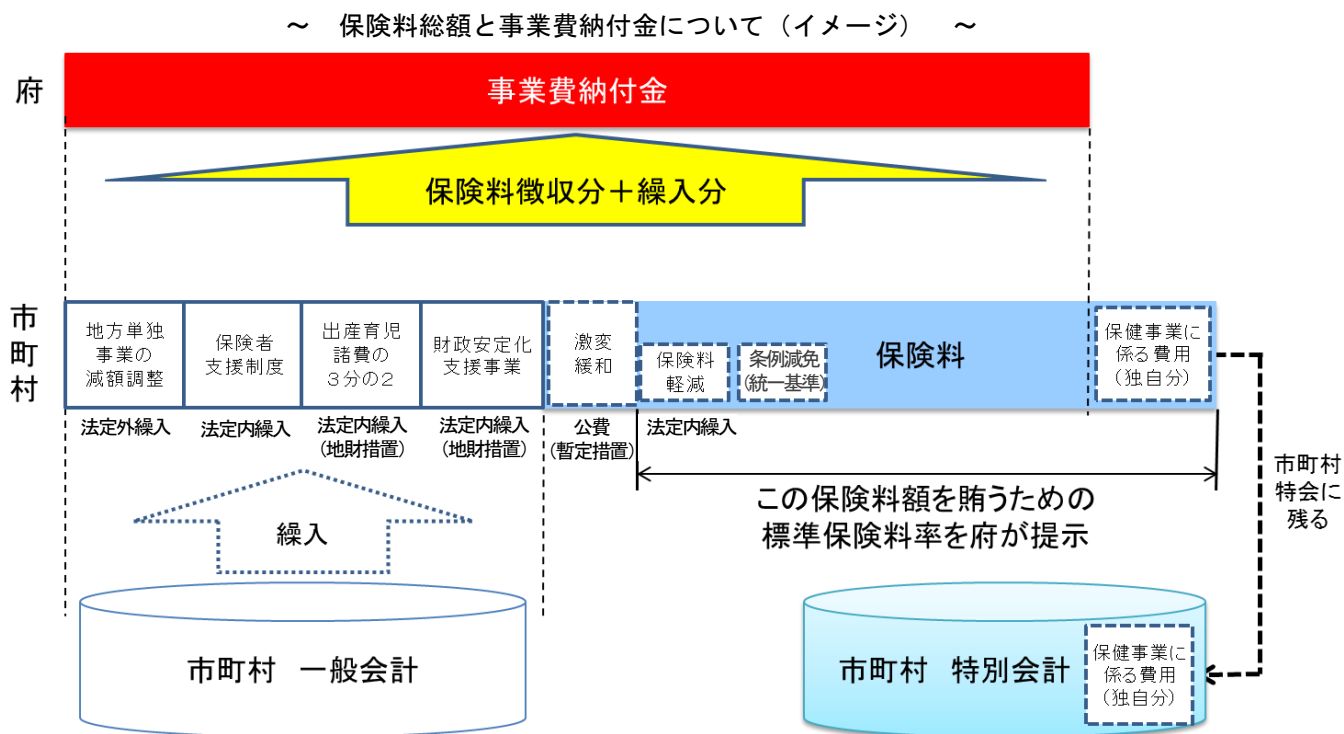 ～　保険料総額と事業費納付金について（イメージ）　～
府
事業費納付金
保険料徴収分＋繰入分
市
町
村
地方単独
事業の
減額調整
保険者
支援制度
出産育児
諸費の
３分の２
財政安定化
支援事業
激変
緩和
保険料
軽減
条例減免
(統一基準)
保険料
保健事業に
係る費用
（独自分）
法定外繰入
法定内繰入
法定内繰入
(地財措置)
法定内繰入
(地財措置)
公費
(暫定措置)
法定内繰入
この保険料額を賄うための
標準保険料率を府が提示
市町村
特会に
残る
繰入
市町村　一般会計
市町村　特別会計
保健事業に
係る費用
（独自分）